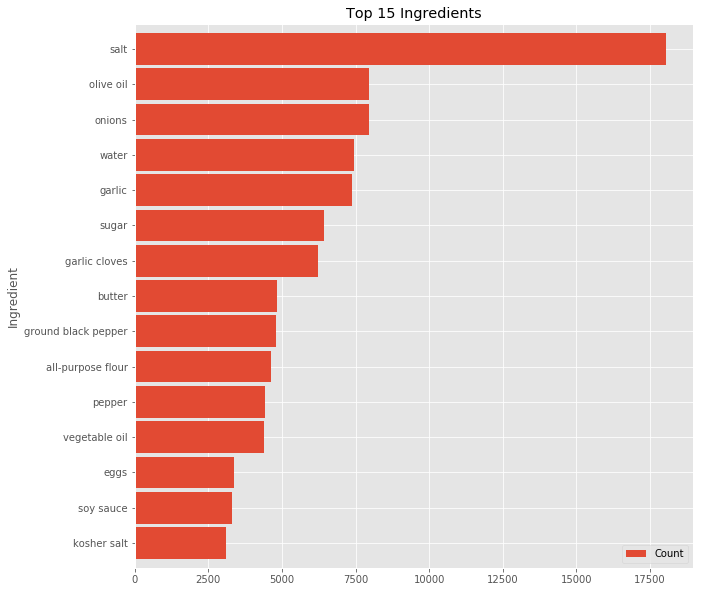 Top 15 Ingredients
Ingredient
salt
olive oil
onions
water
garlic
sugar
garlic cloves
butter
ground black pepper
all-purpose flour
pepper
vegetable oil
eggs
soy sauce
kosher salt
Count
0 2500 5000 7500 10000 12500 15000 17500